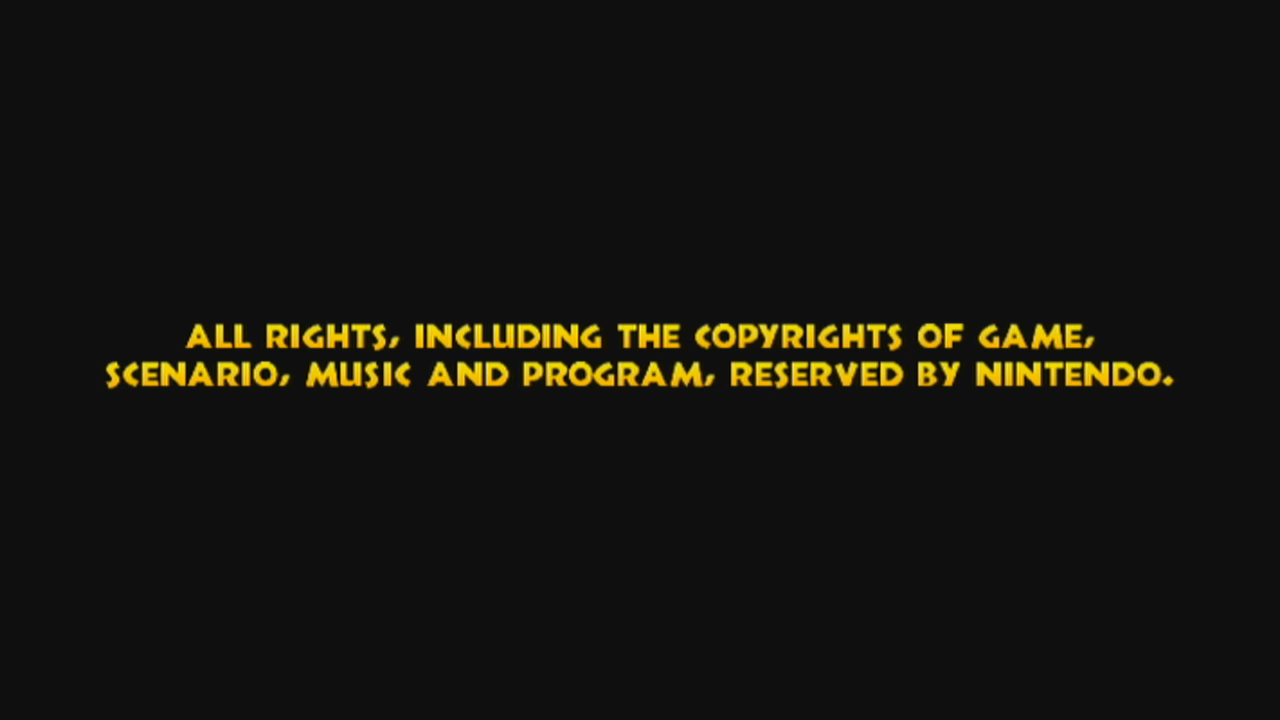 ALL RIGHTS, INCLUDING THE COPYRIGHTS OF GAME,
SCENARIO, MUSIC AND PROGRAM, RESERVED BY NINTENDO.